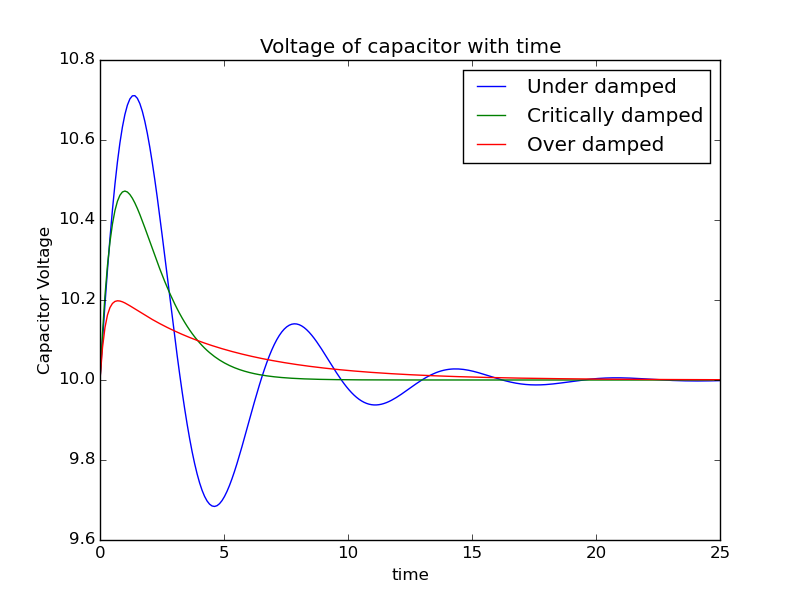 Voltage of capacitor with time
10.8
10.6
10.4
10.2
10.0
9.8
9.6
Capacitor Voltage
Under damped
Critically damped
Over damped
0 5 10 15 20 25
time